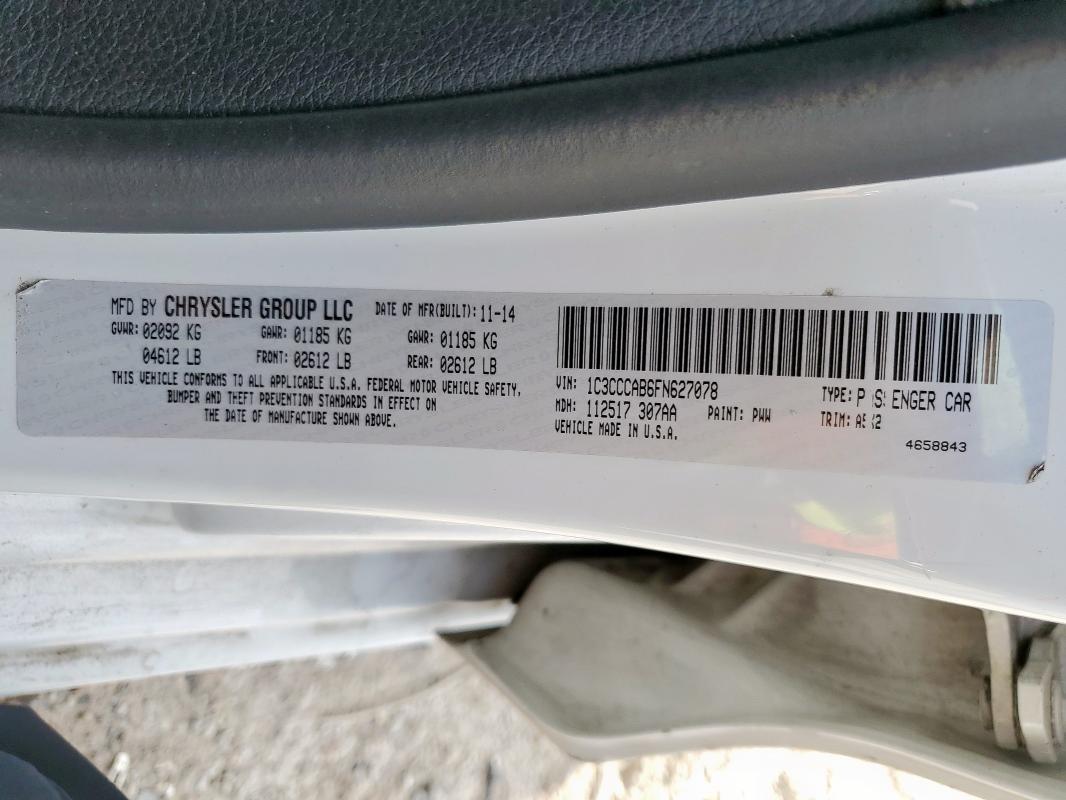 MFD BY CHRYSLER GROUP LLC DATE OF MFR(BUILT): 11-14
GVWR: 02092 KG GAWR: 01185 KG GAWR: 01185 KG
04612 LB FRONT: 02612 LB REAR: 02612 LB
THIS VEHICLE CONFORMS TO ALL APPLICABLE U.S.A. FEDERAL MOTOR VEHICLE SAFETY,
BUMPER AND THEFT PREVENTION STANDARDS IN EFFECT ON
THE DATE OF MANUFACTURE SHOWN ABOVE.
VIN: 1C3CCCAB6FN627078 TYPE: P SENGER CAR
MDH: 112517 307AA PAINT: PWW TRIM:
VEHICLE MADE IN U.S.A.
4658843